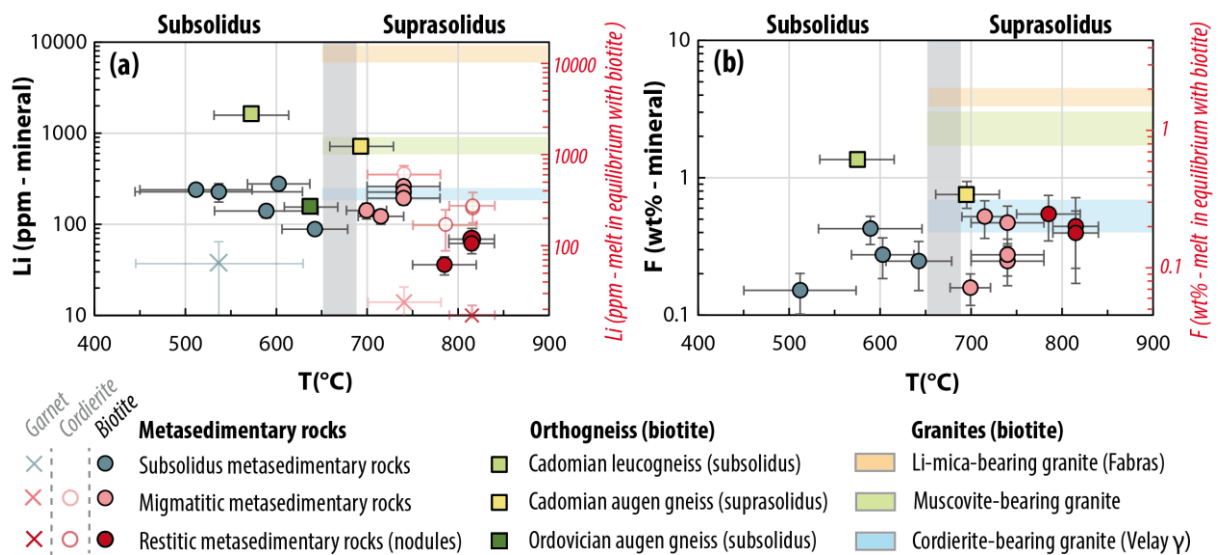 Subsolidus Suprasolidus
(a)
10000
1000
100
10
Li (ppm - mineral)
400 500 600 700 800 900
T(°C)
10000
1000
100
Li (ppm - melt in equilibrium with biotite)
Subsolidus Suprasolidus
(b)
10
1
0.1
F (wt% - mineral)
400 500 600 700 800 900
T(°C)
1
0.1
F (wt% - melt in equilibrium with biotite)
Garnet
Cordierite
Biotite
Metasedimentary rocks
Subsolidus metasedimentary rocks
Migmatitic metasedimentary rocks
Restitic metasedimentary rocks (nodules)
Orthogneiss (biotite)
Cadomian leucogneiss (subsolidus)
Cadomian augen gneiss (suprasolidus)
Ordovician augen gneiss (subsolidus)
Granites (biotite)
Li-mica-bearing granite (Fabras)
Muscovite-bearing granite
Cordierite-bearing granite (Velay γ)